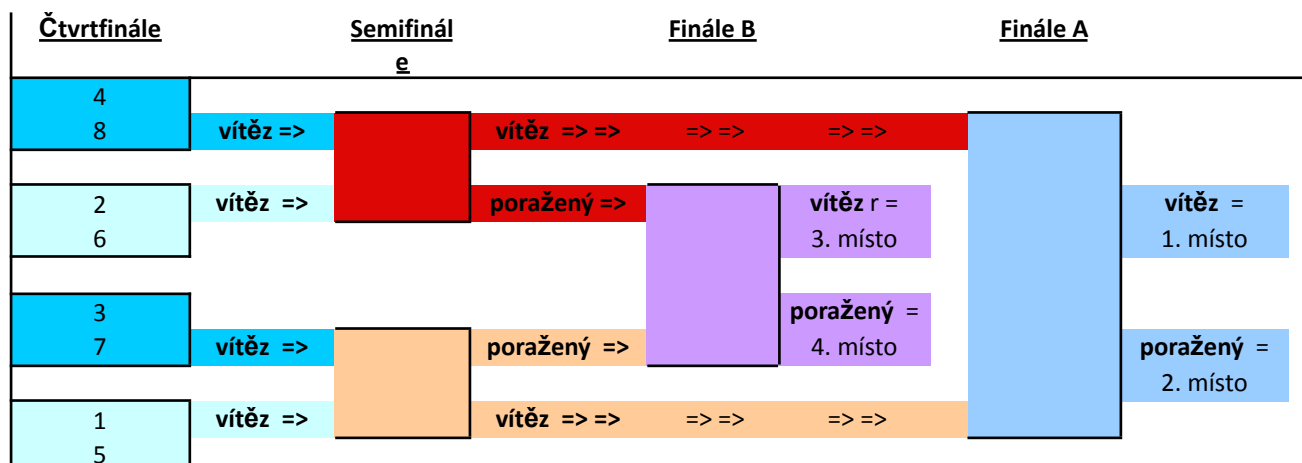 Čtvrtfinále Semifinál Finále B Finále A
e
4
8 vítěz => vítěz => => => => => =>
2 vítěz => poražený => vítěz r = vítěz =
6 3. místo 1. místo
3 poražený =
7 vítěz => poražený => 4. místo poražený =
2. místo
1 vítěz => vítěz => => => => => =>
5